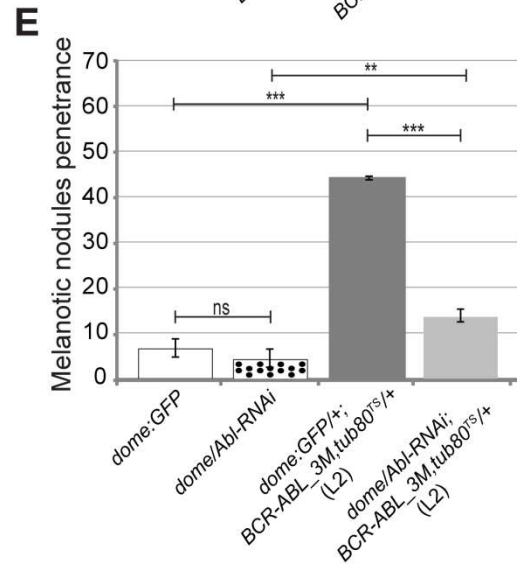 E
Melanotic nodules penetrance
70
60
50
40
30
20
10
0
**
***
***
ns
dome:GFP
dome/Abl-RNAi
dome:GFP/+;
BCR-ABL_3M,tub80TS/+
(L2)
dome/Abl-RNAi;
BCR-ABL_3M,tub80TS/+
(L2)